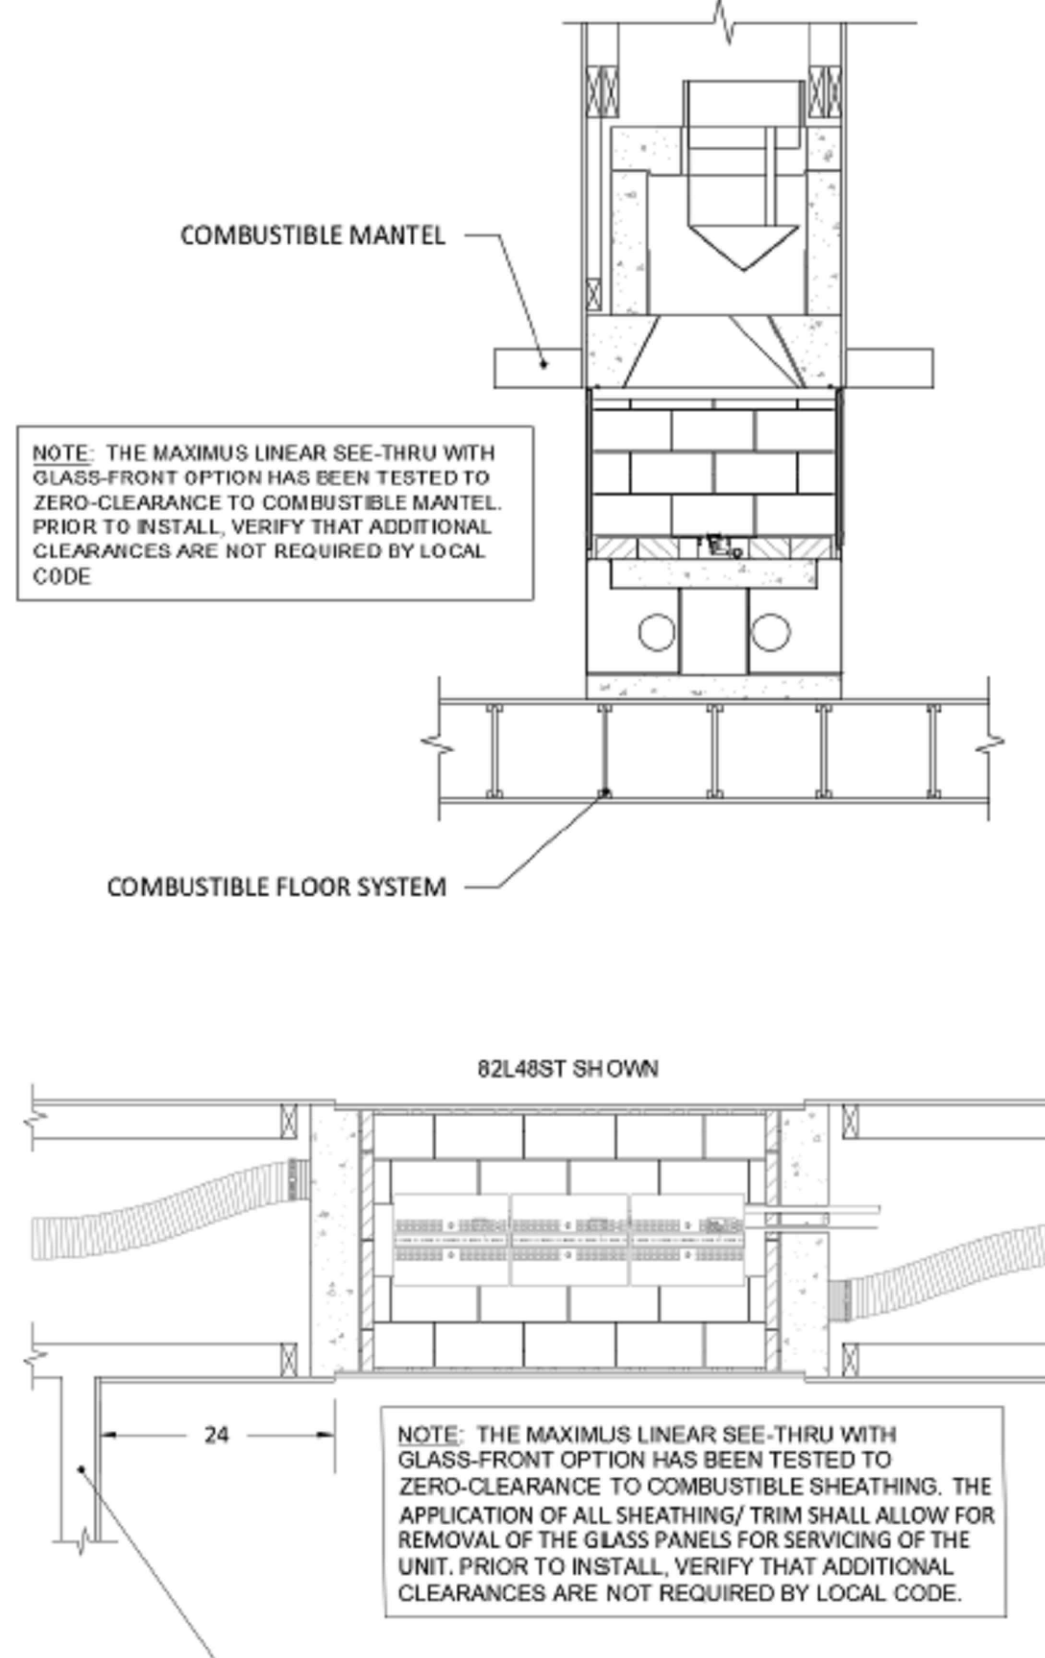 COMBUSTIBLE MANTEL
NOTE: THE MAXIMUS LINEAR SEE-THRU WITH
GLASS-FRONT OPTION HAS BEEN TESTED TO
ZERO-CLEARANCE TO COMBUSTIBLE MANTEL.
PRIOR TO INSTALL, VERIFY THAT ADDITIONAL
CLEARANCES ARE NOT REQUIRED BY LOCAL
CODE
COMBUSTIBLE FLOOR SYSTEM
82L48ST SHOWN
24
NOTE: THE MAXIMUS LINEAR SEE-THRU WITH
GLASS-FRONT OPTION HAS BEEN TESTED TO
ZERO-CLEARANCE TO COMBUSTIBLE SHEATHING. THE
APPLICATION OF ALL SHEATHING/ TRIM SHALL ALLOW FOR
REMOVAL OF THE GLASS PANELS FOR SERVICING OF THE
UNIT. PRIOR TO INSTALL, VERIFY THAT ADDITIONAL
CLEARANCES ARE NOT REQUIRED BY LOCAL CODE.